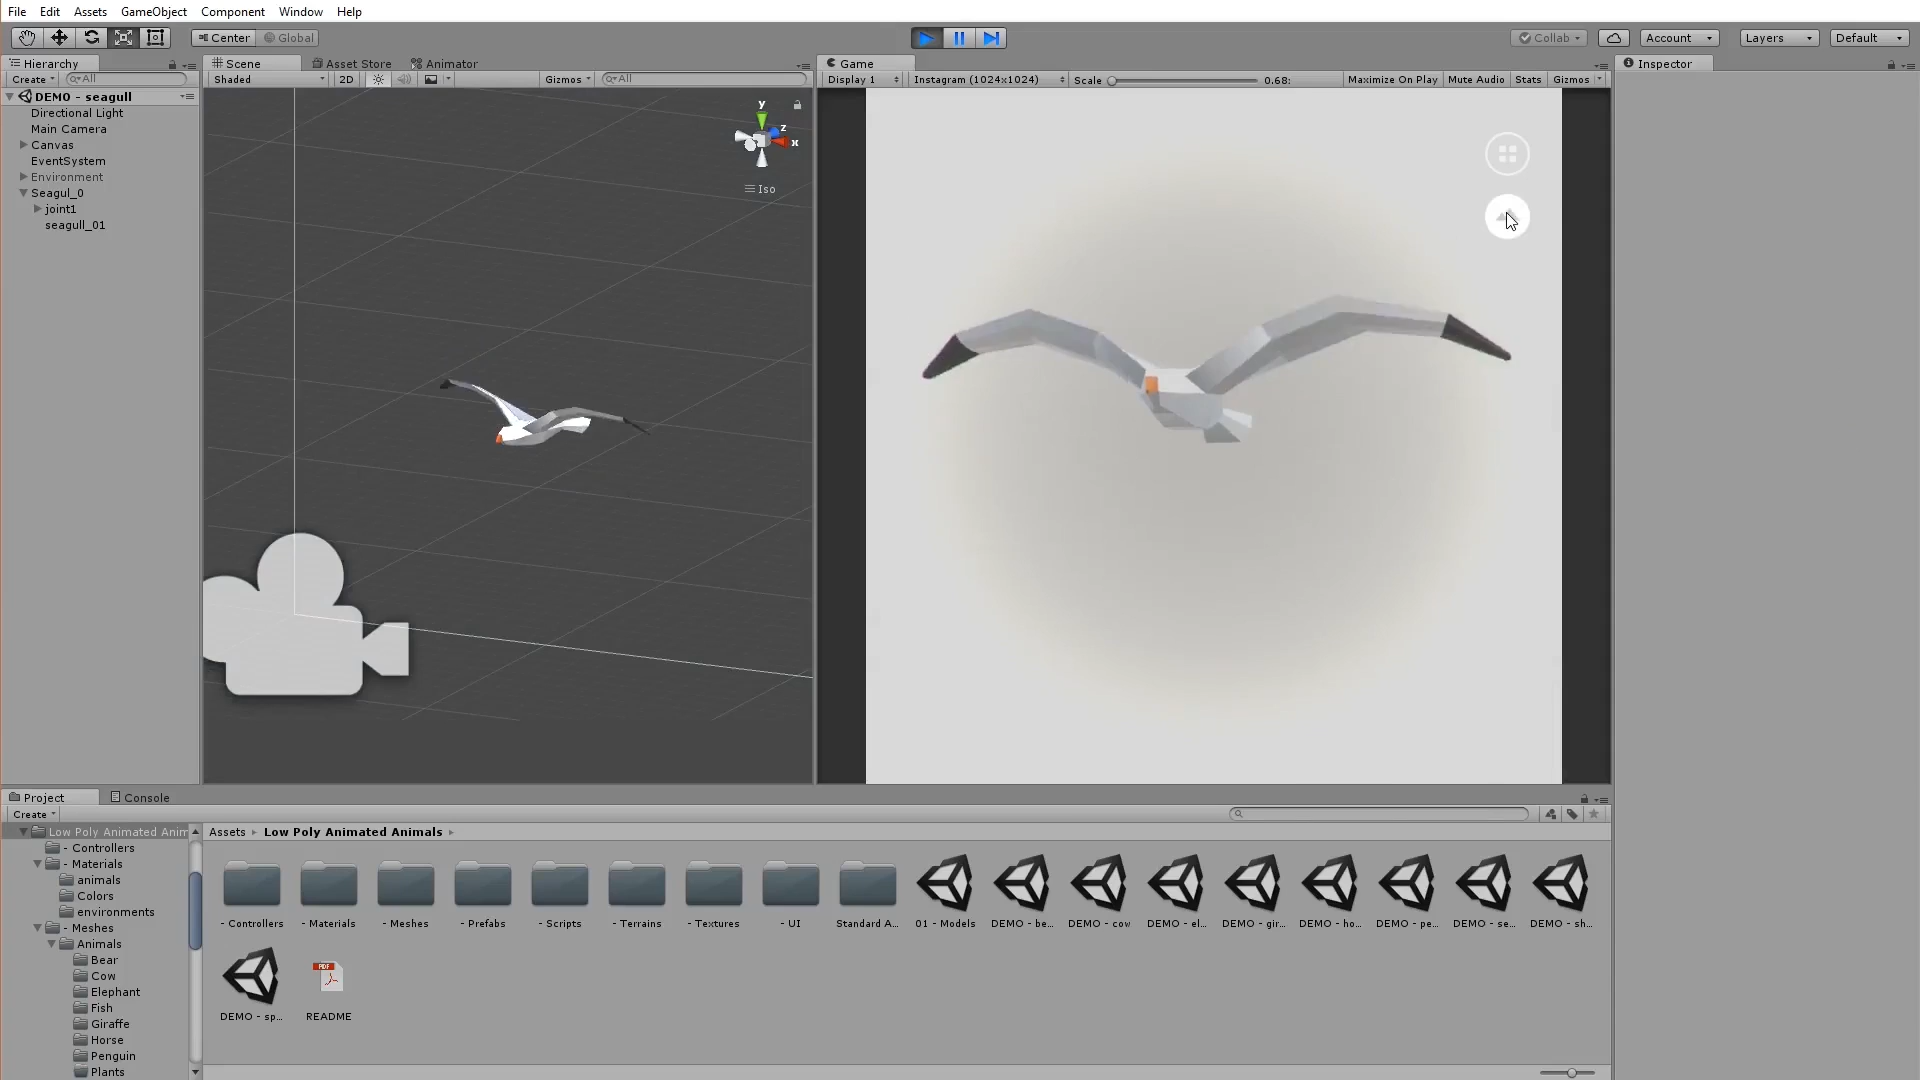 File Edit Assets GameObject Component Window Help
Center Global
Collab Account Layers Default
Hierarchy
Create All
DEMO - seagull
Directional Light
Main Camera
Canvas
EventSystem
Environment
Seagul_0
joint1
seagull_01
Scene Asset Store Animator
Shaded 2D Gizmos All
y
z
x
Iso
Game
Display 1 Instagram (1024x1024) Scale 0.68: Maximize On Play Mute Audio Stats Gizmos
Inspector
Project Console
Create
Low Poly Animated Anim
- Controllers
- Materials
animals
Colors
environments
- Meshes
Animals
Bear
Cow
Elephant
Fish
Giraffe
Horse
Penguin
Plants
Assets Low Poly Animated Animals
- Controllers - Materials - Meshes - Prefabs - Scripts - Terrains - Textures - UI Standard A... 01 - Models DEMO - be... DEMO - cow DEMO - el... DEMO - gir... DEMO - ho... DEMO - pe... DEMO - se... DEMO - sh...
PDF
DEMO - sp... README